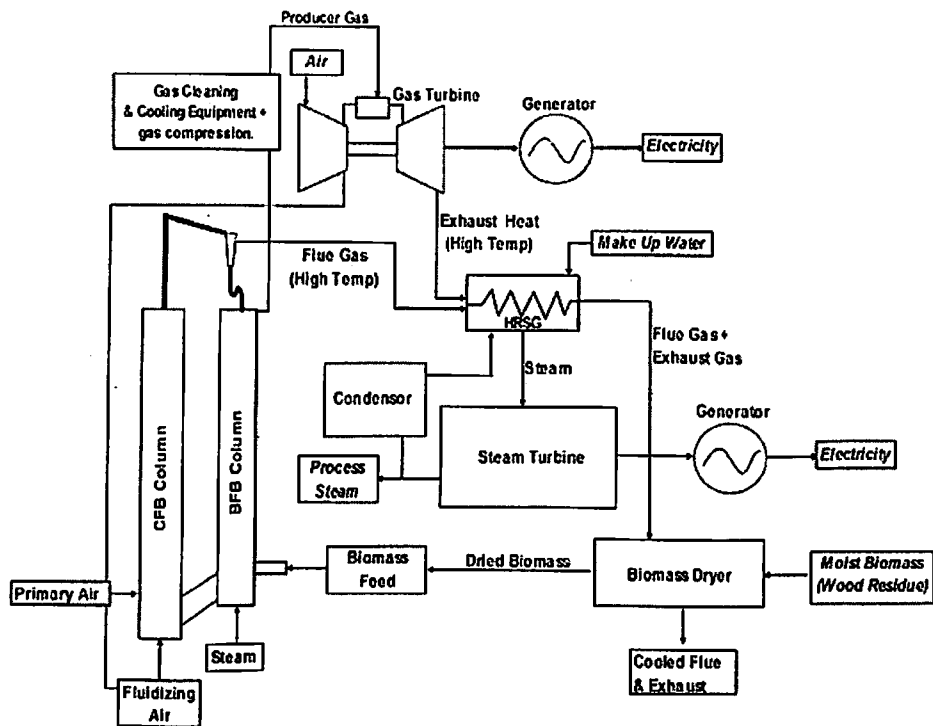 Producer Gas
Air
Gas Cleaning
& Cooling Equipment +
gas compression.
Gas Turbine
Generator
Electricity
Exhaust Heat
(High Temp)
Make Up Water
Flue Gas
(High Temp)
HRSG
Flue Gas +
Exhaust Gas
Steam
Condensor
Generator
Steam Turbine
Electricity
Process
Steam
CFB Column
BFB Column
Biomass
Feed
Dried Biomass
Biomass Dryer
Moist Biomass
(Wood Residue)
Primary Air
Steam
Cooled Flue
& Exhaust
Fluidizing
Air